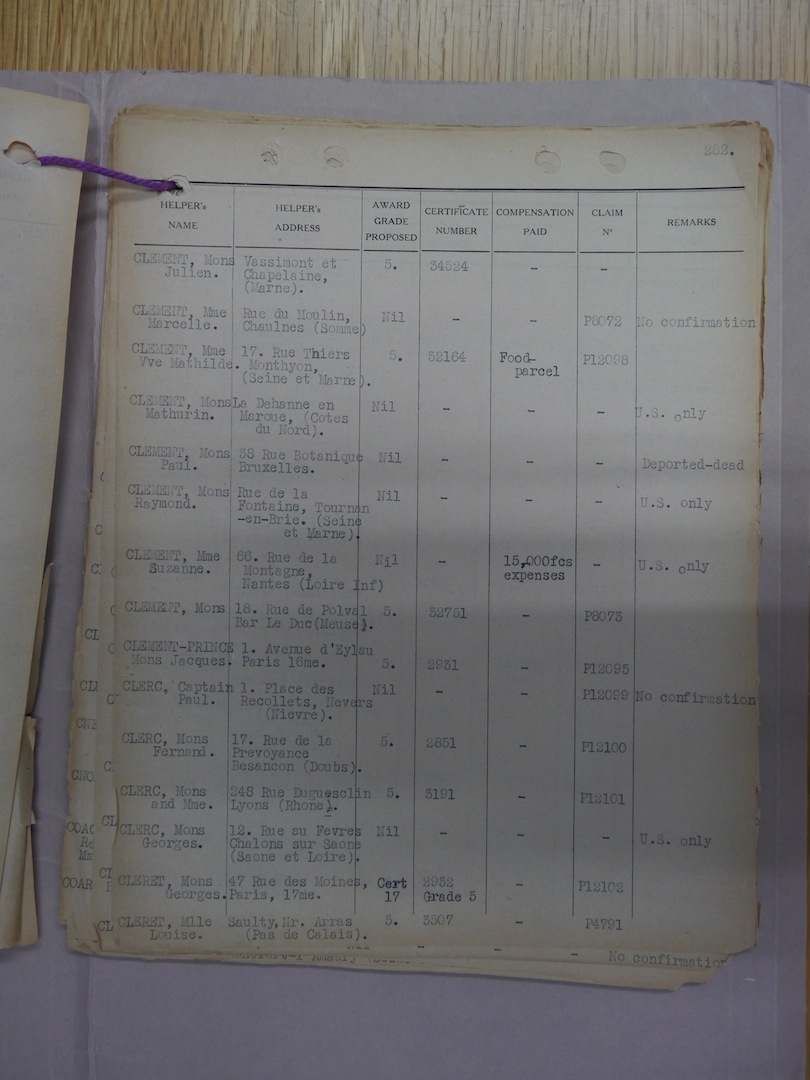 282.
HELPER's NAME HELPER's ADDRESS AWARD GRADE PROPOSED CERTIFICATE NUMBER COMPENSATION PAID CLAIM Nº REMARKS
CLEMENT, Mons Vassimont et 5. 34524 - -
Julien. Chapelaine,
(Marne).
CLEMENT, Mme Rue du Moulin, Nil - - P8072 No confirmation
Marcelle. Chaulnes (Somme)
CLEMENT, Mme 17. Rue Thiers 5. 32164 Food- P12098
Vve Mathilde. Monthyon, parcel
(Seine et Marne).
CLEMENT, Mons La Dehanne en Nil - - - U.S. only
Mathurin. Maroue, (Cotes
du Nord).
CLEMENT, Mons 38 Rue Botanique Nil - - - Deported-dead
Paul. Bruxelles.
CLEMENT, Mons Rue de la Nil - - - U.S. only
Raymond. Fontaine, Tournan
-en-Brie. (Seine
et Marne).
CLEMENT, Mme 66. Rue de la Nil - 15,000fcs - U.S. only
Suzanne. Montagne, expenses
Nantes (Loire Inf)
CLEMENT, Mons 18. Rue de Polval 5. 32751 - P8073
Bar Le Duc(Meuse).
CLEMENT-PRINCE 1. Avenue d'Eylau
Mons Jacques. Paris 16me. 5. 2931 - P12095
CLERC, Captain 1. Place des Nil - - P12099 No confirmation
Paul. Recollets, Nevers
(Nievre).
CLERC, Mons 17. Rue de la 5. 2851 - P12100
Fernand. Prevoyance
Besancon (Doubs).
CLERC, Mons 248 Rue Duguesclin 5. 3191 - P12101
and Mme. Lyons (Rhone).
CLERC, Mons 12. Rue au Fevres Nil - - - U.S. only
Georges. Chalons sur Saone
(Saone et Loire).
CLERET, Mons 47 Rue des Moines, Cert 2932 - P12102
Georges. Paris, 17me. 17 Grade 5
CLERET, Mlle Saulty, Nr. Arras 5. 3507 - P4791
Louise. (Pas de Calais).
- - - No confirmation